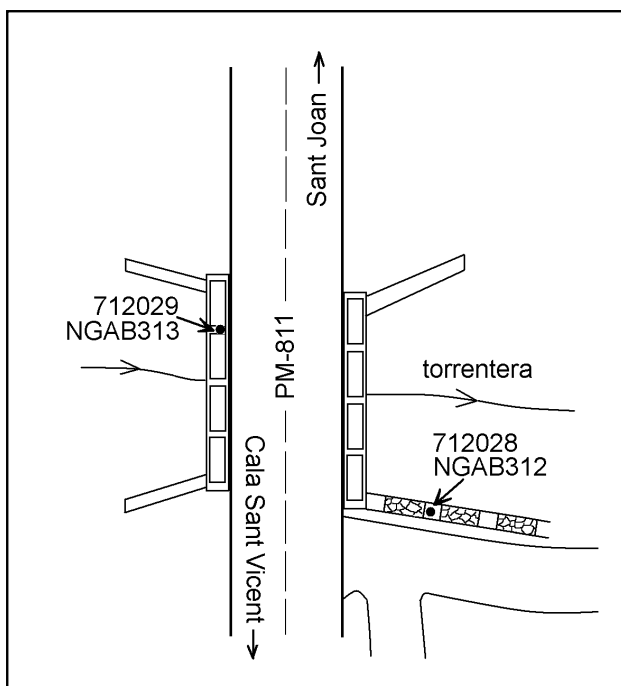 Sant Joan
712029
NGAB313
PM-811
torrentera
712028
NGAB312
Cala Sant Vicent